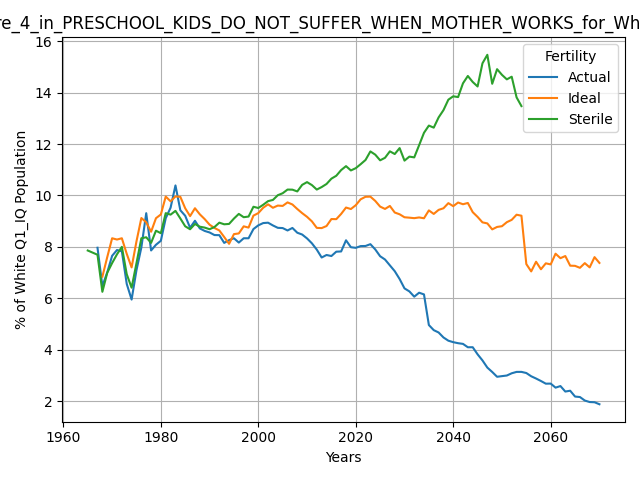 re_4_in_PRESCHOOL_KIDS_DO_NOT_SUFFER_WHEN_MOTHER_WORKS_for_Wh
16
14
12
10
8
6
4
2
% of White Q1_IQ Population
Fertility
Actual
Ideal
Sterile
1960 1980 2000 2020 2040 2060
Years